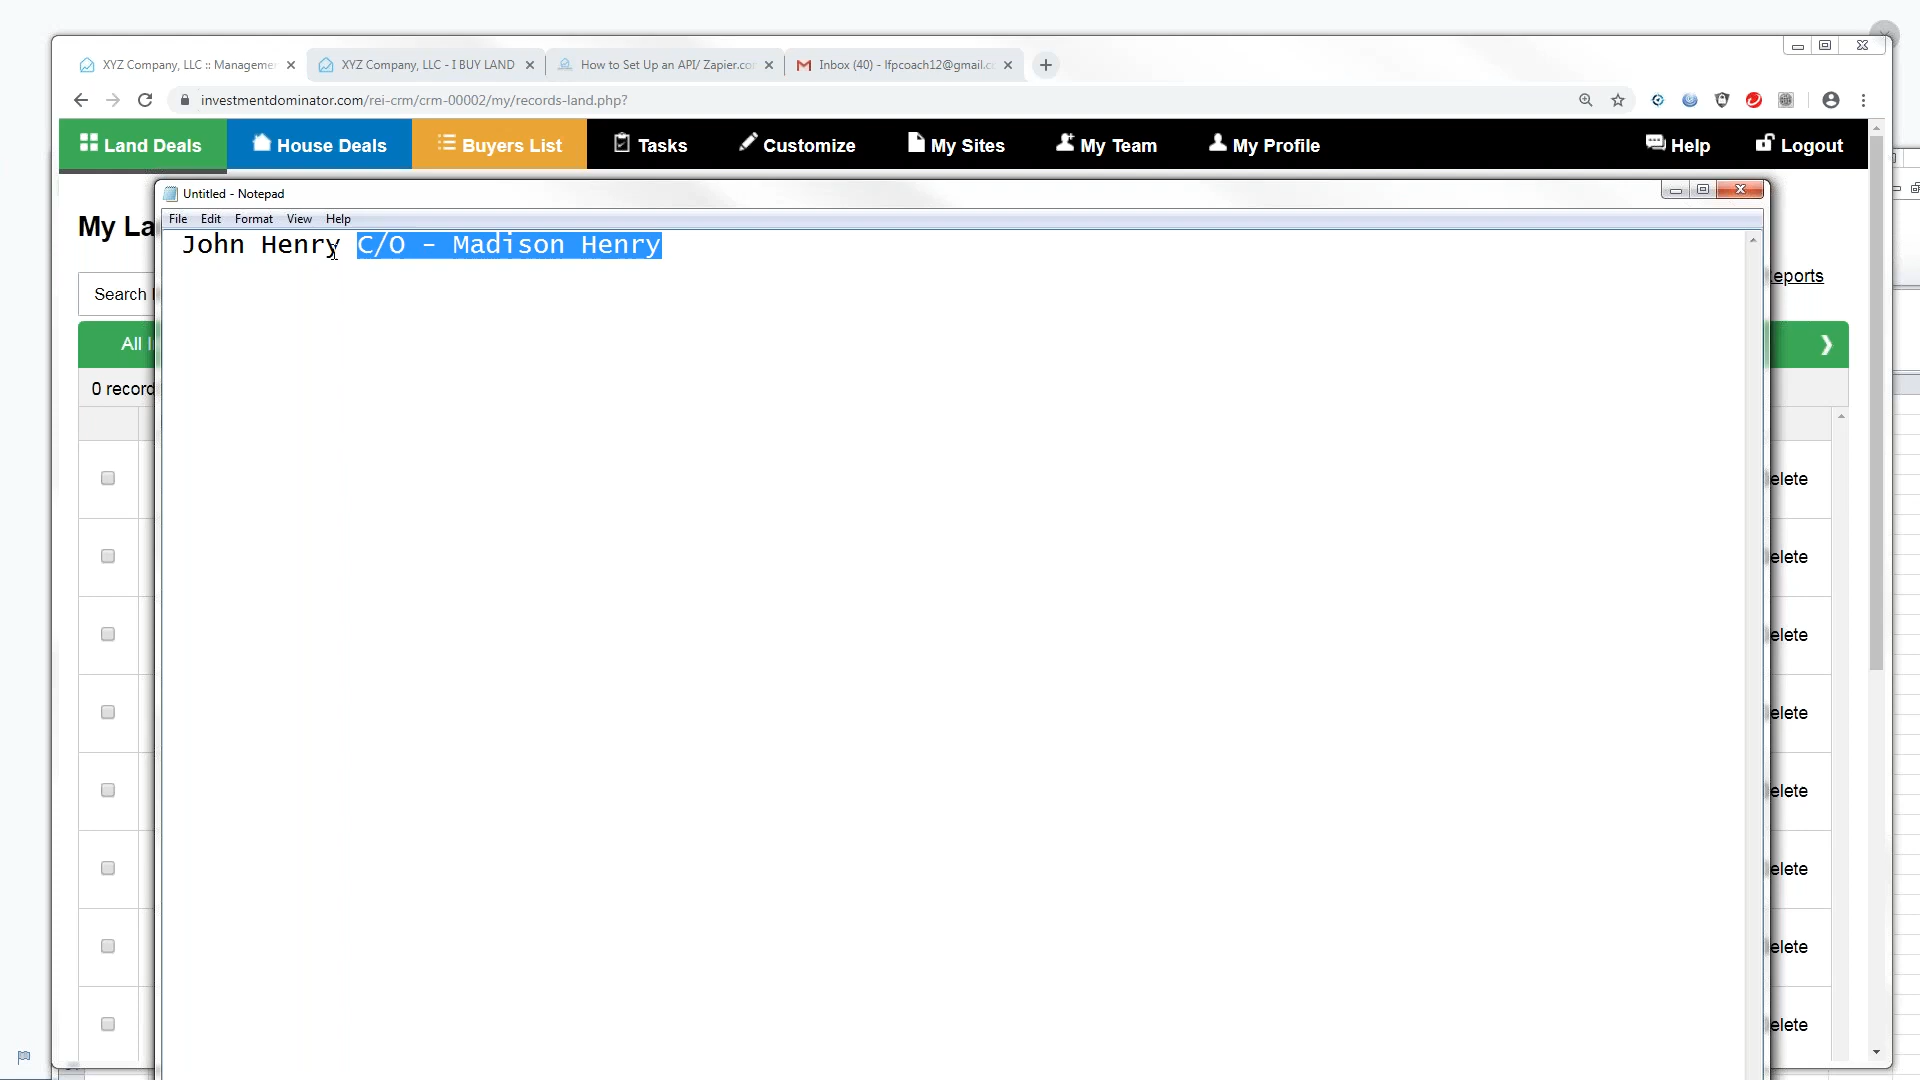 XYZ Company, LLC :: Manageme
XYZ Company, LLC - I BUY LAND
How to Set Up an API/ Zapier.co
Inbox (40) - lfpcoach12@gmail.c
investmentdominator.com/rei-crm/crm-00002/my/records-land.php?
Land Deals
House Deals
Buyers List
Tasks
Customize
My Sites
My Team
My Profile
Help
Logout
Untitled - Notepad
File Edit Format View Help
My La
John Henry C/O - Madison Henry
eports
Search
All
0 record
elete
elete
elete
elete
elete
elete
elete
elete